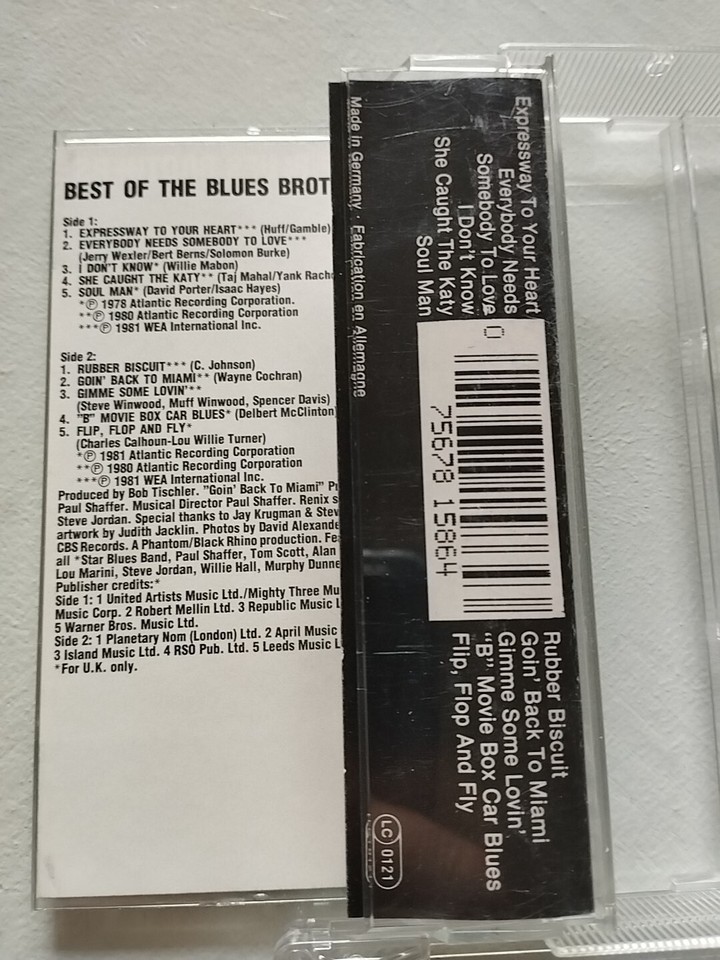 BEST OF THE BLUES BROT
Side 1:
1. EXPRESSWAY TO YOUR HEART*** (Huff/Gamble)
2. EVERYBODY NEEDS SOMEBODY TO LOVE***
(Jerry Wexler/Bert Berns/Solomon Burke)
3. I DON'T KNOW* (Willie Mabon)
4. SHE CAUGHT THE KATY** (Taj Mahal/Yank Rach
5. SOUL MAN* (David Porter/Isaac Hayes)
*Ⓟ 1978 Atlantic Recording Corporation.
**Ⓟ 1980 Atlantic Recording Corporation
***Ⓟ 1981 WEA International Inc.
Side 2:
1. RUBBER BISCUIT*** (C. Johnson)
2. GOIN' BACK TO MIAMI** (Wayne Cochran)
3. GIMME SOME LOVIN'**
(Steve Winwood, Muff Winwood, Spencer Davis)
4. "B" MOVIE BOX CAR BLUES* (Delbert McClinton
5. FLIP, FLOP AND FLY*
(Charles Calhoun-Lou Willie Turner)
*Ⓟ 1981 Atlantic Recording Corporation
**Ⓟ 1980 Atlantic Recording Corporation
***Ⓟ 1981 WEA International Inc.
Produced by Bob Tischler. "Goin' Back To Miami" P
Paul Shaffer. Musical Director Paul Shaffer. Renix s
Steve Jordan. Special thanks to Jay Krugman & Stev
artwork by Judith Jacklin. Photos by David Alexande
CBS Records. A Phantom/Black Rhino production. Fe
all *Star Blues Band, Paul Shaffer, Tom Scott, Alan
Lou Marini, Steve Jordan, Willie Hall, Murphy Dunne
Publisher credits:*
Side 1: 1 United Artists Music Ltd./Mighty Three Mu
Music Corp. 2 Robert Mellin Ltd. 3 Republic Music L
5 Warner Bros. Music Ltd.
Side 2: 1 Planetary Nom (London) Ltd. 2 April Music
3 Island Music Ltd. 4 RSO Pub. Ltd. 5 Leeds Music L
*For U.K. only.
Made in Germany · Fabrication en Allemagne
Expressway To Your Heart
Everybody Needs
Somebody To Love
I Don't Know
She Caught The Katy
Soul Man
0 75678 15864
Rubber Biscuit
Goin' Back To Miami
Gimme Some Lovin'
"B" Movie Box Car Blues
Flip, Flop And Fly
LC 0121